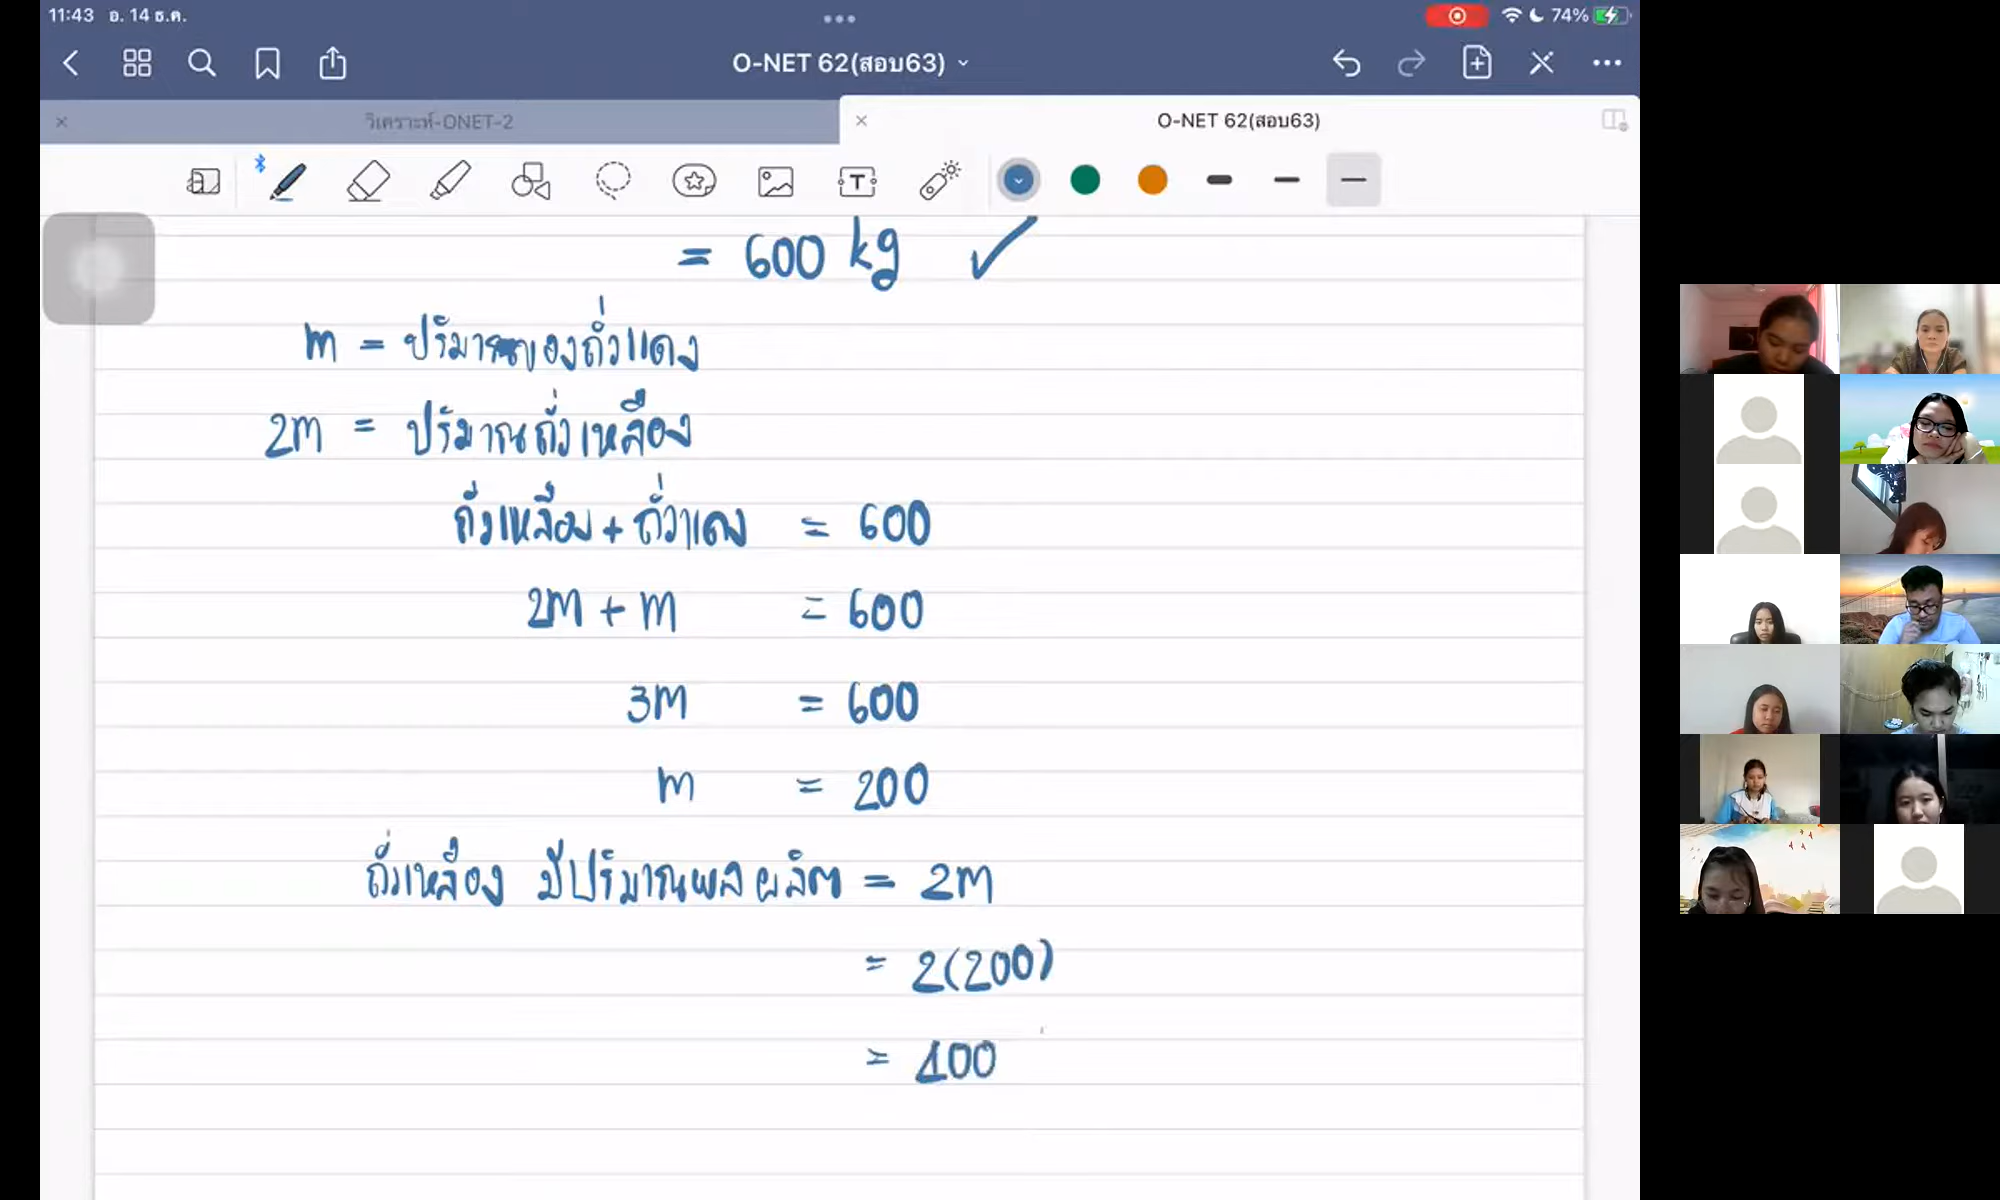 11:43 อ. 14 ธ.ค.
74%
O-NET 62(สอบ63)
วิเคราะห์-ONET-2
O-NET 62(สอบ63)
T
= 600 kg ✓
m = ปริมาณของถั่วแดง
2m = ปริมาณถั่วเหลือง
ถั่วเหลือง + ถั่วแดง = 600
2m + m = 600
3m = 600
m = 200
ถั่วเหลือง มีปริมาณผลผลิต = 2m
= 2(200)
= 400